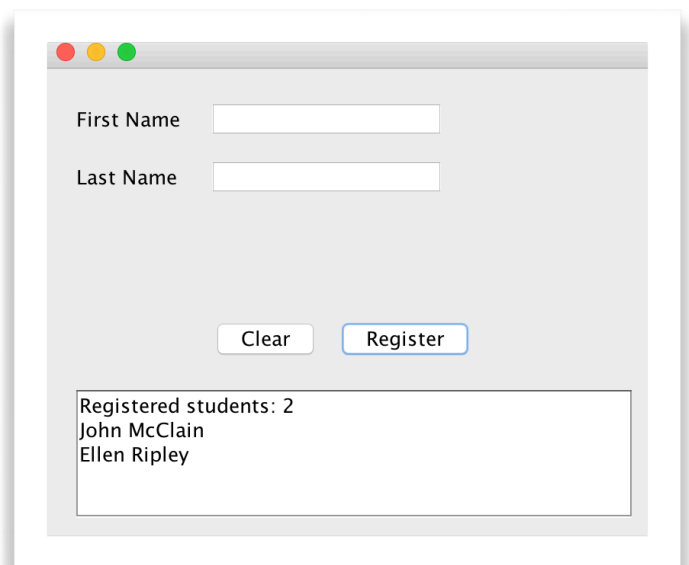 First Name
Last Name
Clear Register
Registered students: 2
John McClain
Ellen Ripley